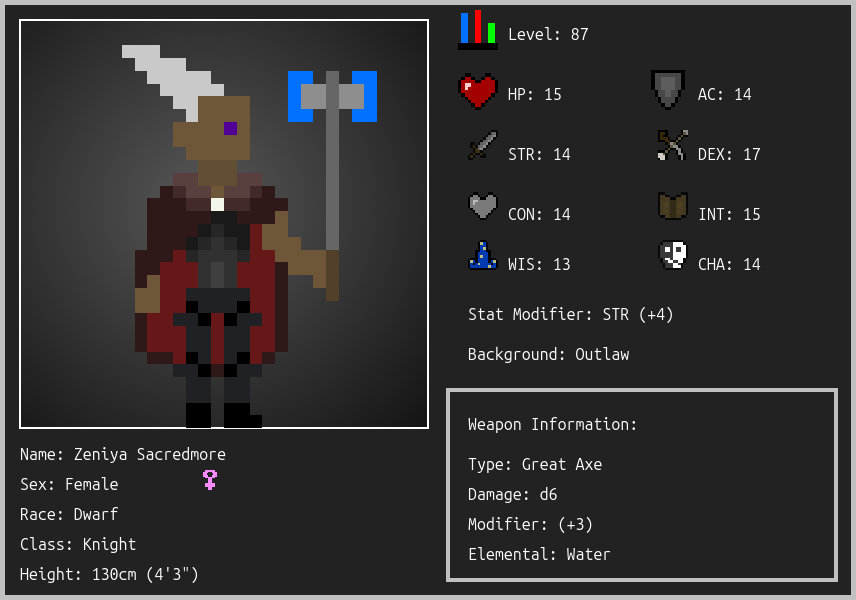 Level: 87
HP: 15
AC: 14
STR: 14
DEX: 17
CON: 14
INT: 15
WIS: 13
CHA: 14
Stat Modifier: STR (+4)
Background: Outlaw
Weapon Information:
Type: Great Axe
Damage: d6
Modifier: (+3)
Elemental: Water
Name: Zeniya Sacredmore
Sex: Female
Race: Dwarf
Class: Knight
Height: 130cm (4'3")